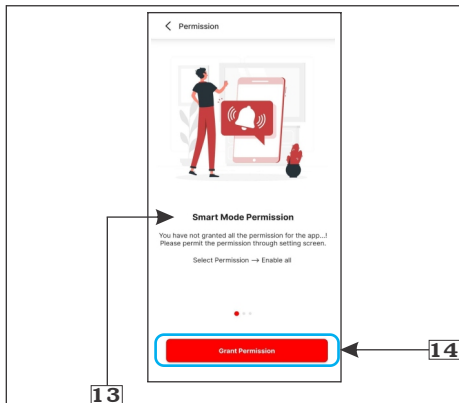 Permission
Smart Mode Permission
You have not granted all the permission for the app...!
Please permit the permission through setting screen.
Select Permission → Enable all
Grant Permission
14
13